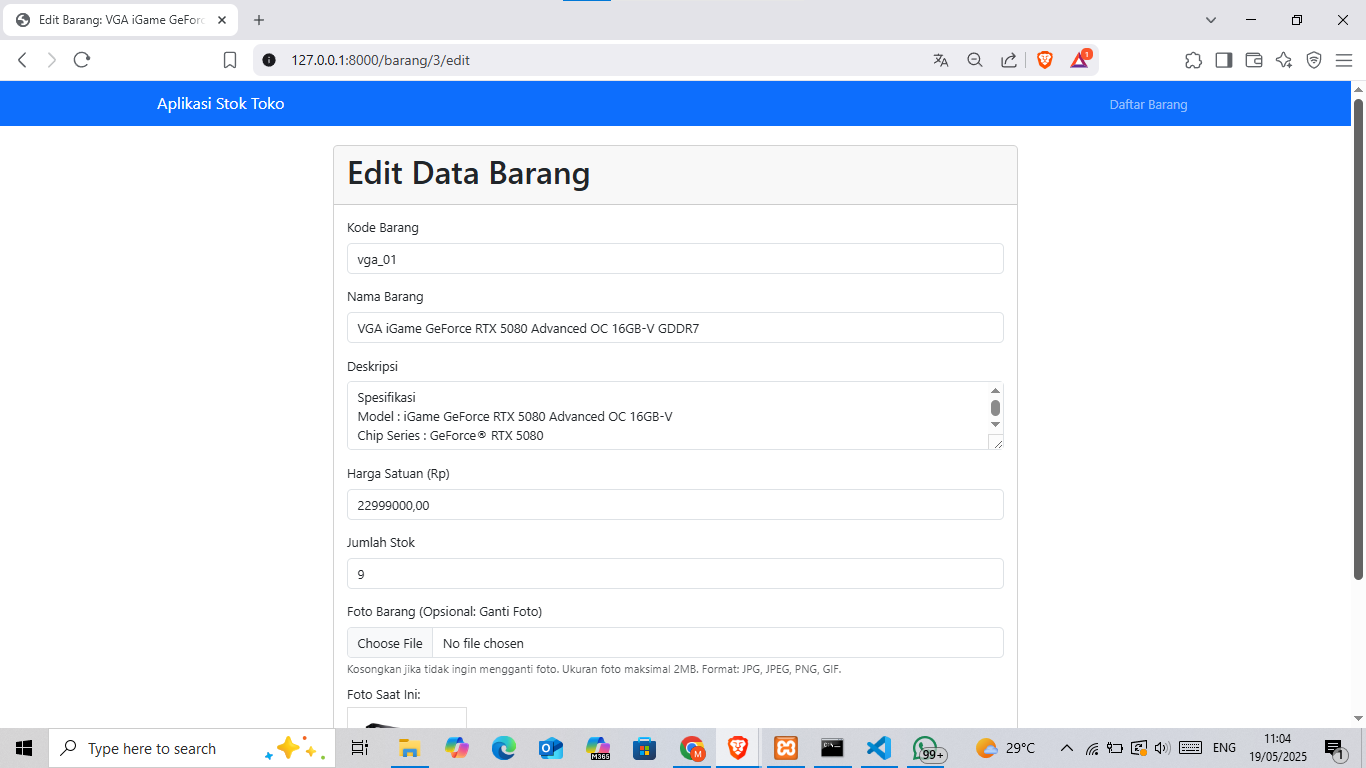 Edit Barang: VGA iGame GeForc
127.0.0.1:8000/barang/3/edit
1
Aplikasi Stok Toko
Daftar Barang
Edit Data Barang
Kode Barang
vga_01
Nama Barang
VGA iGame GeForce RTX 5080 Advanced OC 16GB-V GDDR7
Deskripsi
Spesifikasi
Model : iGame GeForce RTX 5080 Advanced OC 16GB-V
Chip Series : GeForce® RTX 5080
Harga Satuan (Rp)
22999000,00
Jumlah Stok
9
Foto Barang (Opsional: Ganti Foto)
Choose File No file chosen
Kosongkan jika tidak ingin mengganti foto. Ukuran foto maksimal 2MB. Format: JPG, JPEG, PNG, GIF.
Foto Saat Ini:
Type here to search
M365
M
99+
29°C
ENG
11:04
19/05/2025
1